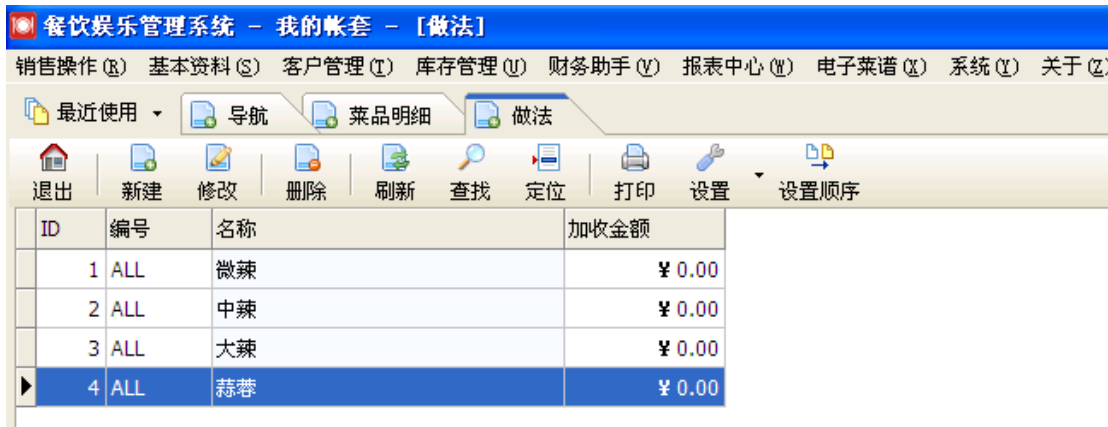 餐饮娱乐管理系统 - 我的帐套 - [做法]
销售操作(R) 基本资料(S) 客户管理(T) 库存管理(U) 财务助手(V) 报表中心(W) 电子菜谱(X) 系统(Y) 关于(Z)
最近使用 导航 菜品明细 做法
退出 新建 修改 删除 刷新 查找 定位 打印 设置 设置顺序
ID 编号 名称 加收金额
1 ALL 微辣 ¥ 0.00
2 ALL 中辣 ¥ 0.00
3 ALL 大辣 ¥ 0.00
4 ALL 蒜蓉 ¥ 0.00